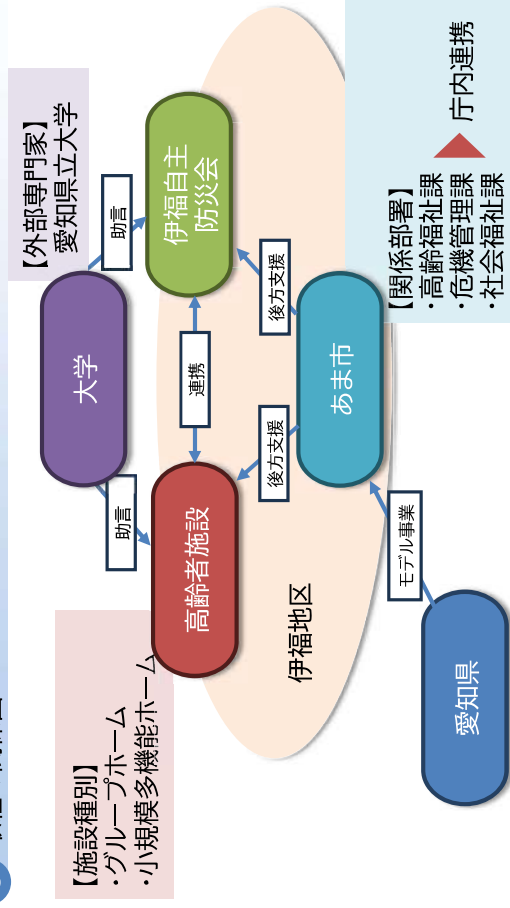 【外部専門家】
愛知県立大学
大学
助言
助言
【施設種別】
・グループホーム
・小規模多機能ホーム
高齢者施設
連携
伊福自主
防災会
後方支援
後方支援
伊福地区
あま市
【関係部署】
・高齢福祉課
・危機管理課
・社会福祉課
庁内連携
モデル事業
愛知県